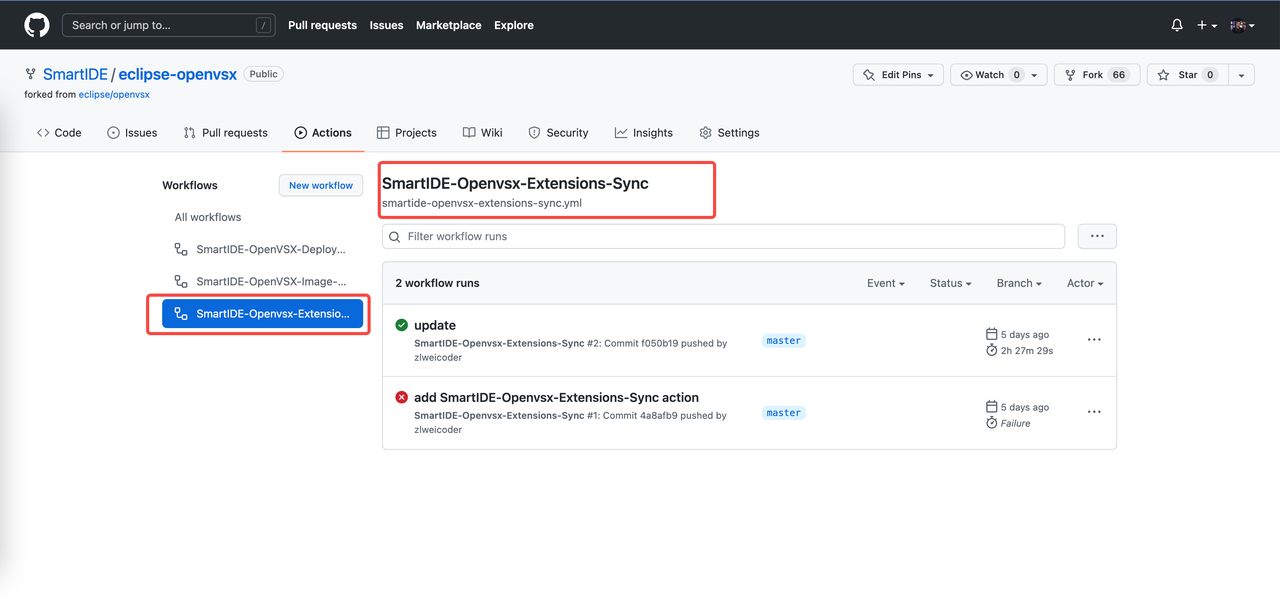 Search or jump to... /
Pull requests Issues Marketplace Explore
SmartIDE / eclipse-openvsx Public
forked from eclipse/openvsx
Edit Pins Watch 0 Fork 66 Star 0
Code Issues Pull requests Actions Projects Wiki Security Insights Settings
Workflows New workflow
All workflows
SmartIDE-OpenVSX-Deploy...
SmartIDE-OpenVSX-Image-...
SmartIDE-Openvsx-Extensio...
SmartIDE-Openvsx-Extensions-Sync
smartide-openvsx-extensions-sync.yml
Filter workflow runs
2 workflow runs Event Status Branch Actor
update
SmartIDE-Openvsx-Extensions-Sync #2: Commit f050b19 pushed by
zlweicoder
master
5 days ago
2h 27m 29s
add SmartIDE-Openvsx-Extensions-Sync action
SmartIDE-Openvsx-Extensions-Sync #1: Commit 4a8afb9 pushed by
zlweicoder
master
5 days ago
Failure